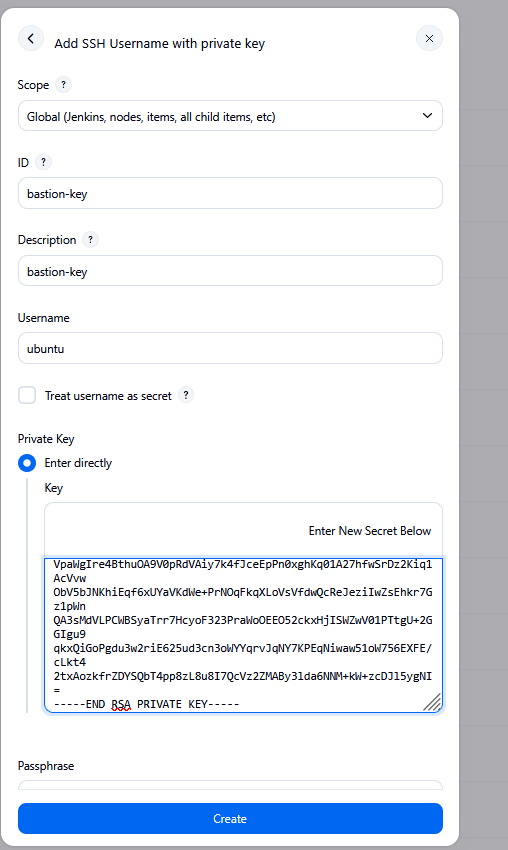 Add SSH Username with private key
Scope ?
Global (Jenkins, nodes, items, all child items, etc)
ID ?
bastion-key
Description ?
bastion-key
Username
ubuntu
Treat username as secret ?
Private Key
Enter directly
Key
Enter New Secret Below
VpaWgIre4BthuOA9V0pRdVAiy7k4fJceEpPn0xghKq01A27hfwSrDz2Kiq1
AcVvw
ObV5bJNKhiEqf6xUYaVKdWe+PrNOqFkqXLoVsVfdwQcReJeziIwZsEhkr7G
z1pWn
QA3sMdVLPCWBSyaTrr7HcyoF323PraWoOEEO52ckxHjISWZwV01PTtgU+2G
GIgu9
qkxQiGoPgdu3w2riE625ud3cn3oWYYqrvJqNY7KPEqNiwaw51oW756EXFE/
cLkt4
2txAozkfrZDYSQbT4pp8zL8u8I7QcVz2ZMABy3lda6NNM+kW+zcDJl5ygNI
=
-----END RSA PRIVATE KEY-----
Passphrase
Create